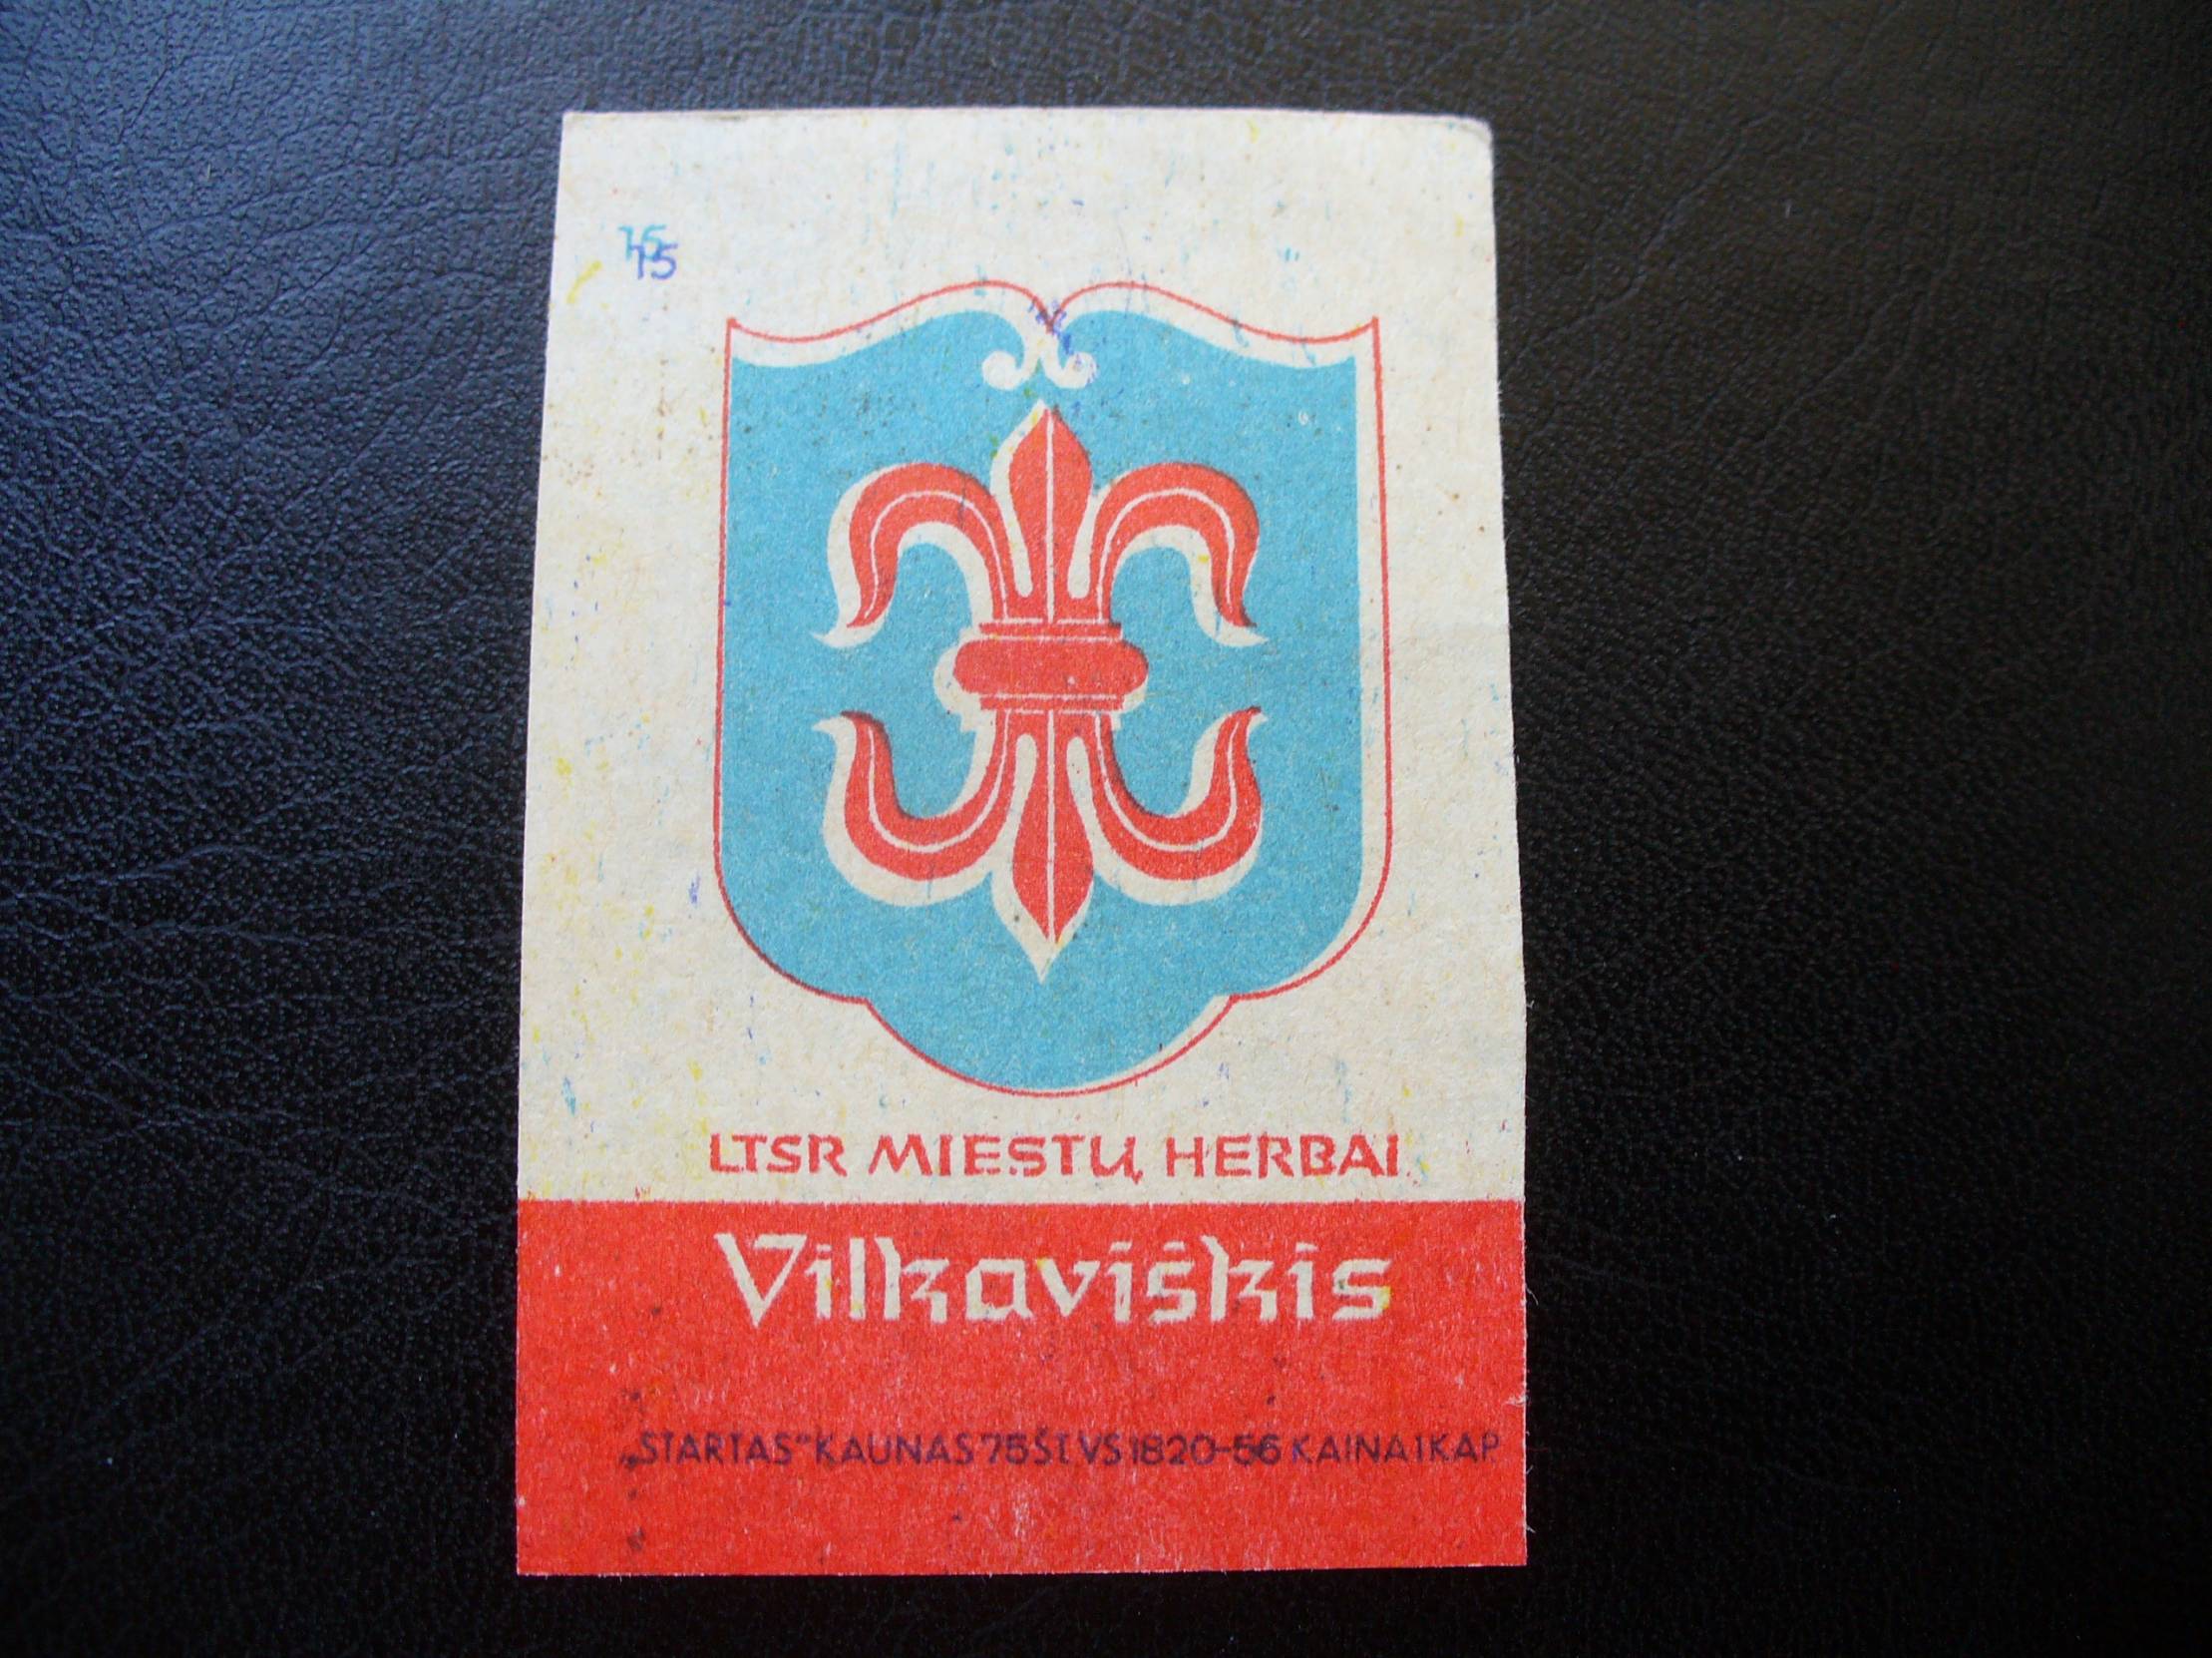 15
15
LTSR MIESTŲ HERBAI
Vilkaviškis
„STARTAS“ KAUNAS 75 ŠT. VS 1820-56 KAINA 1 KAP.